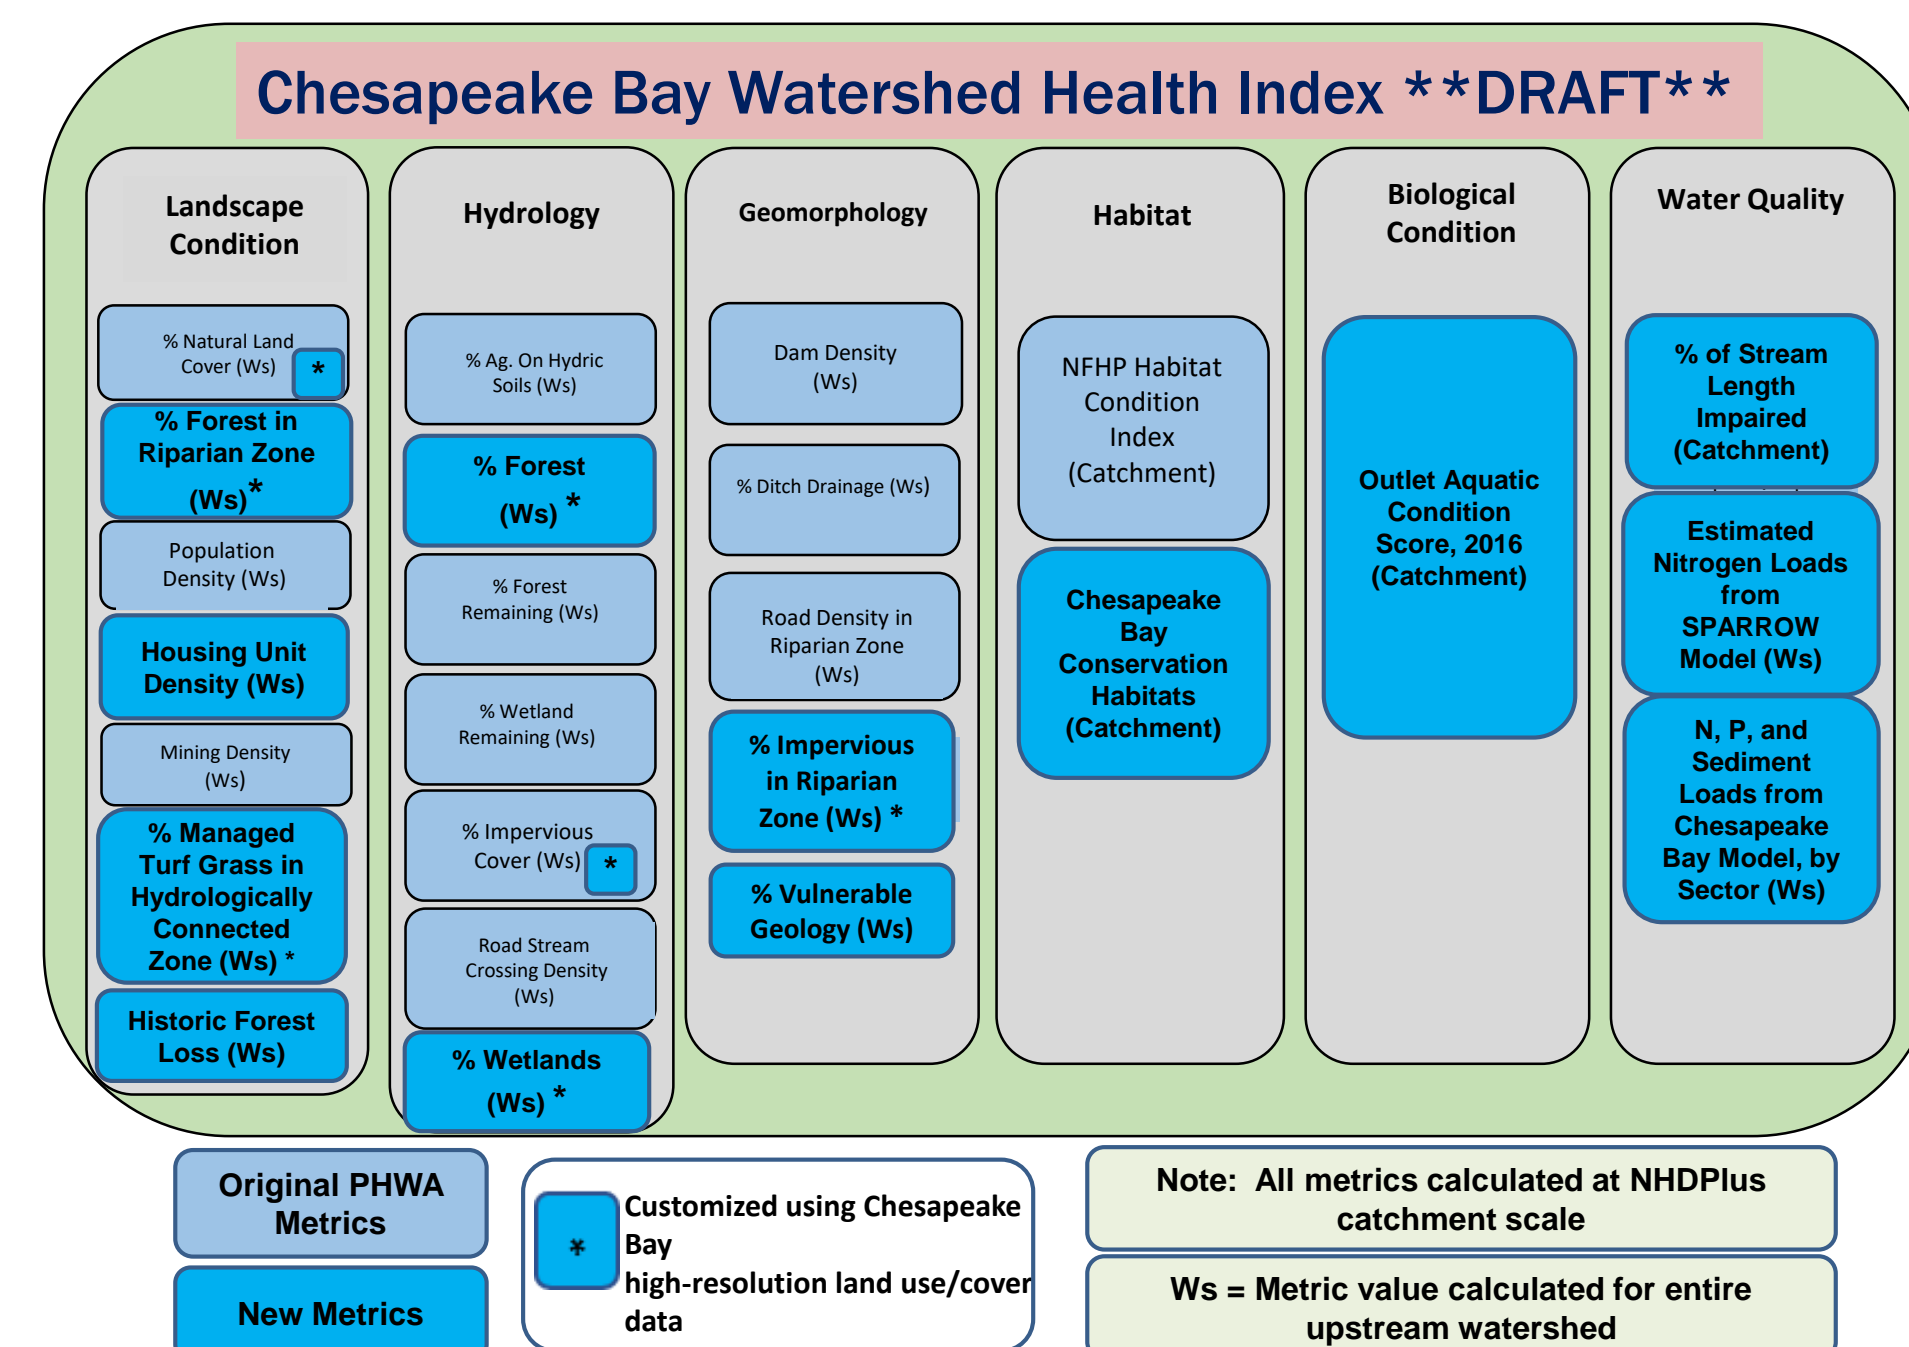 Chesapeake Bay Watershed Health Index **DRAFT**
Landscape
Condition
% Natural Land
Cover (Ws)
*
% Forest in
Riparian Zone
(Ws)*
Population
Density (Ws)
Housing Unit
Density (Ws)
Mining Density
(Ws)
% Managed
Turf Grass in
Hydrologically
Connected
Zone (Ws) *
Historic Forest
Loss (Ws)
Hydrology
% Ag. On Hydric
Soils (Ws)
% Forest
(Ws) *
% Forest
Remaining (Ws)
% Wetland
Remaining (Ws)
% Impervious
Cover (Ws)
*
Road Stream
Crossing Density
(Ws)
% Wetlands
(Ws) *
Geomorphology
Dam Density
(Ws)
% Ditch Drainage (Ws)
Road Density in
Riparian Zone
(Ws)
% Impervious
in Riparian
Zone (Ws) *
% Vulnerable
Geology (Ws)
Habitat
NFHP Habitat
Condition
Index
(Catchment)
Chesapeake
Bay
Conservation
Habitats
(Catchment)
Biological
Condition
Outlet Aquatic
Condition
Score, 2016
(Catchment)
Water Quality
% of Stream
Length
Impaired
(Catchment)
Estimated
Nitrogen Loads
from
SPARROW
Model (Ws)
N, P, and
Sediment
Loads from
Chesapeake
Bay Model, by
Sector (Ws)
Original PHWA
Metrics
New Metrics
*
Customized using Chesapeake
Bay
high-resolution land use/cover
data
Note: All metrics calculated at NHDPlus
catchment scale
Ws = Metric value calculated for entire
upstream watershed